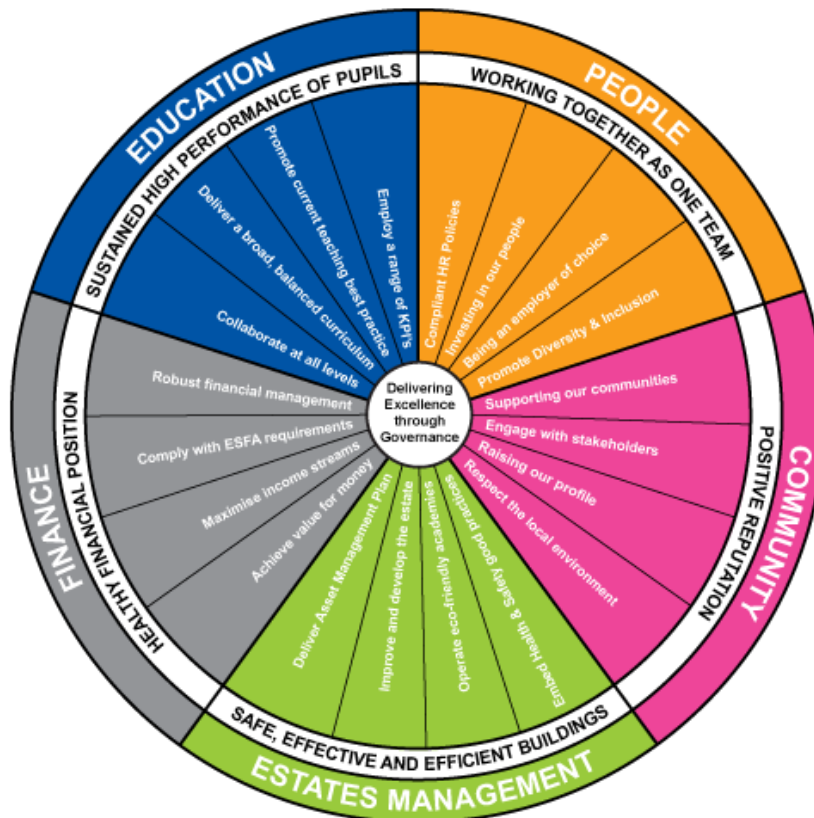 EDUCATION
SUSTAINED HIGH PERFORMANCE OF PUPILS
Collaborate at all levels
Deliver a broad, balanced curriculum
Promote current teaching best practice
Employ a range of KPI's
PEOPLE
WORKING TOGETHER AS ONE TEAM
Compliant HR Policies
Investing in our people
Being an employer of choice
Promote Diversity & Inclusion
COMMUNITY
POSITIVE REPUTATION
Supporting our communities
Engage with stakeholders
Raising our profile
Respect the local environment
ESTATES MANAGEMENT
SAFE, EFFECTIVE AND EFFICIENT BUILDINGS
Embed Health & Safety good practices
Operate eco-friendly academies
Improve and develop the estate
Deliver Asset Management Plan
FINANCE
HEALTHY FINANCIAL POSITION
Achieve value for money
Maximise income streams
Comply with ESFA requirements
Robust financial management
Delivering
Excellence
through
Governance